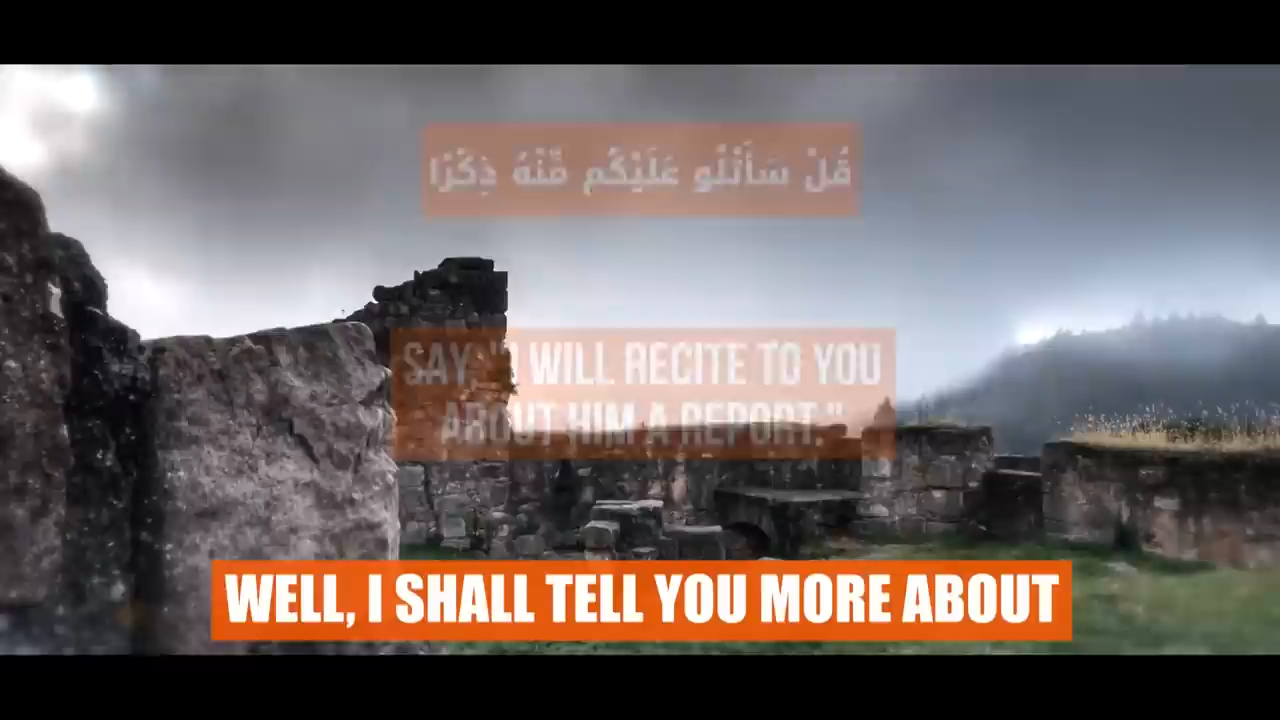 قُلْ سَأَتْلُو عَلَيْكُم مِّنْهُ ذِكْرًا
SAY, "I WILL RECITE TO YOU
ABOUT HIM A REPORT."
WELL, I SHALL TELL YOU MORE ABOUT